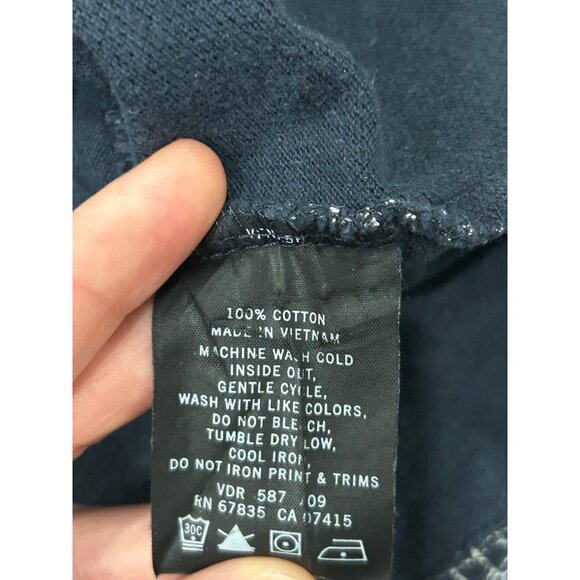 100% COTTON
MADE IN VIETNAM
MACHINE WASH COLD
INSIDE OUT,
GENTLE CYCLE,
WASH WITH LIKE COLORS,
DO NOT BLEACH,
TUMBLE DRY LOW,
COOL IRON,
DO NOT IRON PRINT & TRIMS
VDR 587 09
RN 67835 CA 07415
30C